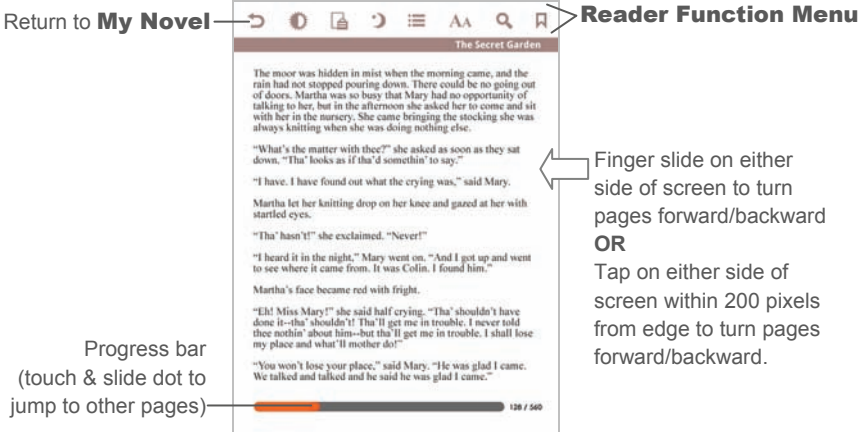 Return to My Novel
Reader Function Menu
AA
The Secret Garden
The moor was hidden in mist when the morning came, and the
rain had not stopped pouring down. There could be no going out
of doors. Martha was so busy that Mary had no opportunity of
talking to her, but in the afternoon she asked her to come and sit
with her in the nursery. She came bringing the stocking she was
always knitting when she was doing nothing else.
“What's the matter with thee?” she asked as soon as they sat
down. “Tha' looks as if tha'd somethin' to say.”
“I have. I have found out what the crying was,” said Mary.
Martha let her knitting drop on her knee and gazed at her with
startled eyes.
“Tha' hasn't!” she exclaimed. “Never!”
“I heard it in the night,” Mary went on. “And I got up and went
to see where it came from. It was Colin. I found him.”
Martha's face became red with fright.
“Eh! Miss Mary!” she said half crying. “Tha' shouldn't have
done it--tha' shouldn't! Tha'll get me in trouble. I never told
thee nothin' about him--but tha'll get me in trouble. I shall lose
my place and what'll mother do!”
“You won't lose your place,” said Mary. “He was glad I came.
We talked and talked and he said he was glad I came.”
128 / 560
Finger slide on either
side of screen to turn
pages forward/backward
OR
Tap on either side of
screen within 200 pixels
from edge to turn pages
forward/backward.
Progress bar
(touch & slide dot to
jump to other pages)